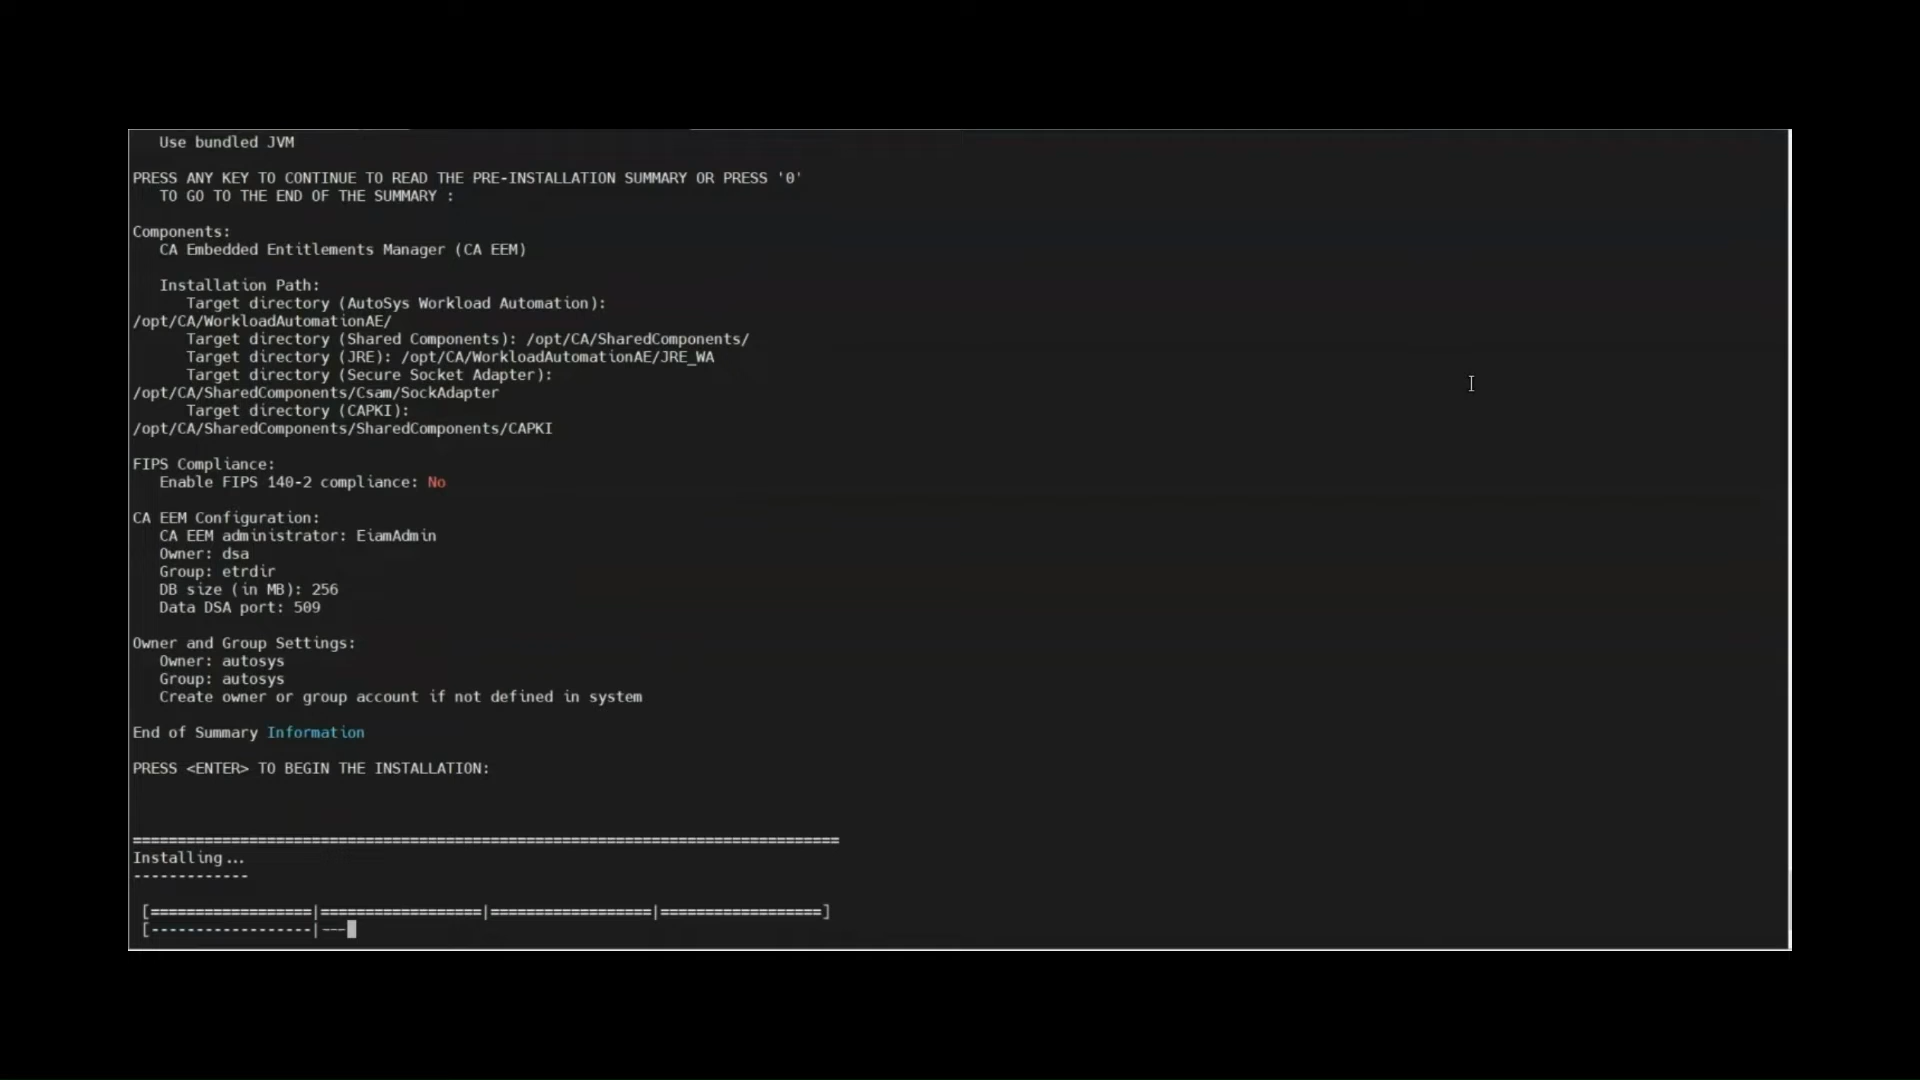 Use bundled JVM
PRESS ANY KEY TO CONTINUE TO READ THE PRE-INSTALLATION SUMMARY OR PRESS '0'
TO GO TO THE END OF THE SUMMARY :
Components:
CA Embedded Entitlements Manager (CA EEM)
Installation Path:
Target directory (AutoSys Workload Automation):
/opt/CA/WorkloadAutomationAE/
Target directory (Shared Components): /opt/CA/SharedComponents/
Target directory (JRE): /opt/CA/WorkloadAutomationAE/JRE_WA
Target directory (Secure Socket Adapter):
/opt/CA/SharedComponents/Csam/SockAdapter
Target directory (CAPKI):
/opt/CA/SharedComponents/SharedComponents/CAPKI
FIPS Compliance:
Enable FIPS 140-2 compliance: No
CA EEM Configuration:
CA EEM administrator: EiamAdmin
Owner: dsa
Group: etrdir
DB size (in MB): 256
Data DSA port: 509
Owner and Group Settings:
Owner: autosys
Group: autosys
Create owner or group account if not defined in system
End of Summary Information
PRESS <ENTER> TO BEGIN THE INSTALLATION:
===============================================================================
Installing...
-------------
[==================|==================|==================|==================]
[------------------|---